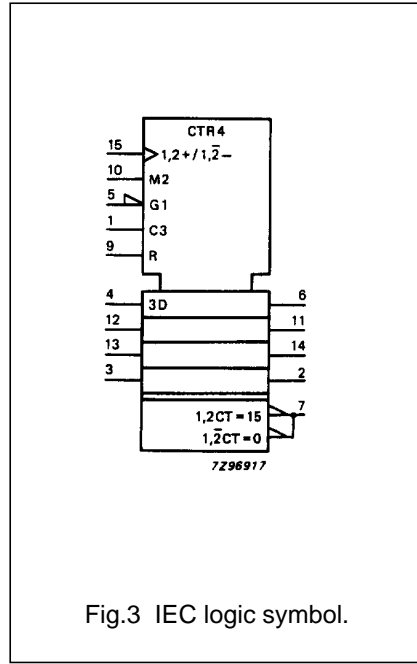 CTR4
15 1,2+/1,2̅−
10 M2
5 G1
1 C3
9 R
4 3D 6
12 11
13 14
3 2
1,2CT=15 7
1,2̅CT=0
7Z96917
Fig.3 IEC logic symbol.